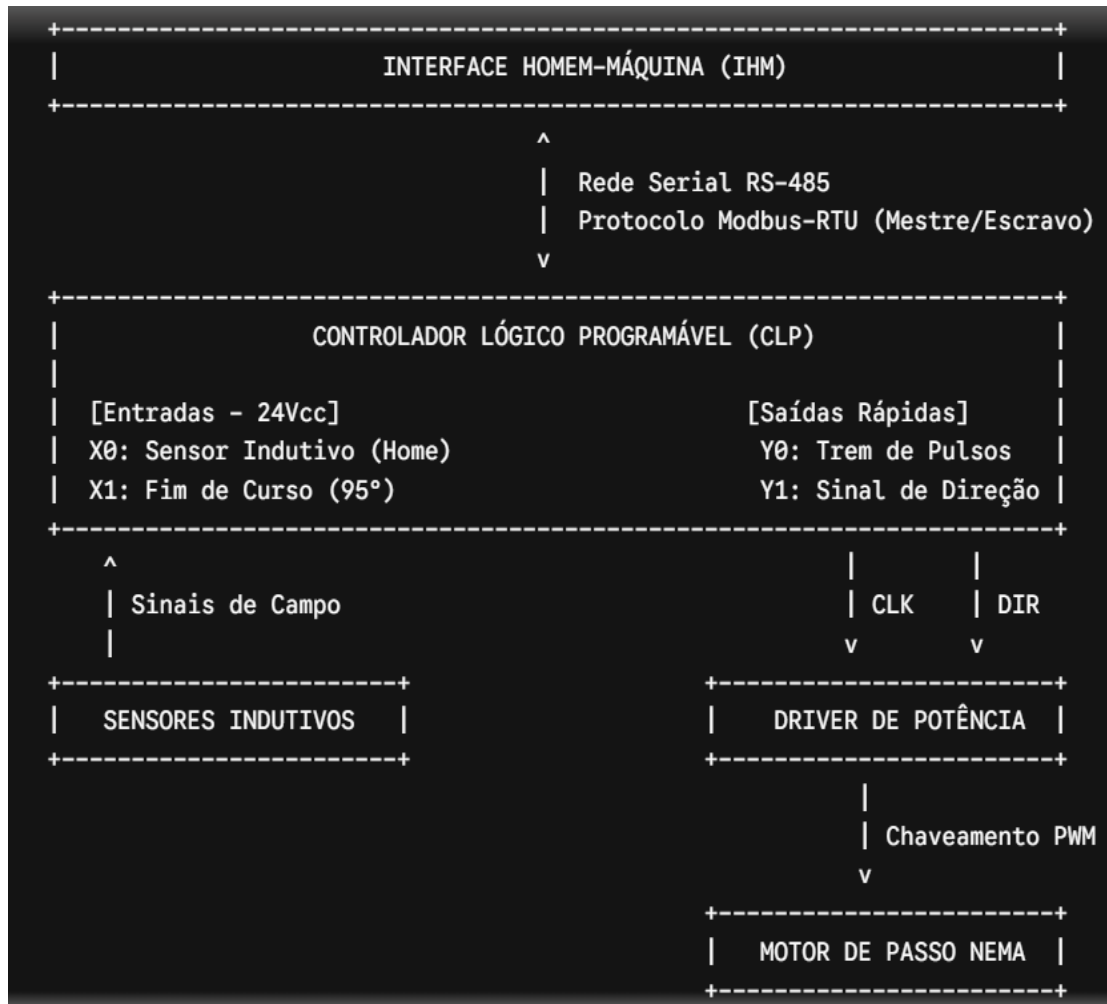 INTERFACE HOMEM-MÁQUINA (IHM)
Rede Serial RS-485
Protocolo Modbus-RTU (Mestre/Escravo)
CONTROLADOR LÓGICO PROGRAMÁVEL (CLP)
[Entradas - 24Vcc] [Saídas Rápidas]
X0: Sensor Indutivo (Home) Y0: Trem de Pulsos
X1: Fim de Curso (95º) Y1: Sinal de Direção
Sinais de Campo CLK DIR
SENSORES INDUTIVOS DRIVER DE POTÊNCIA
Chaveamento PWM
MOTOR DE PASSO NEMA